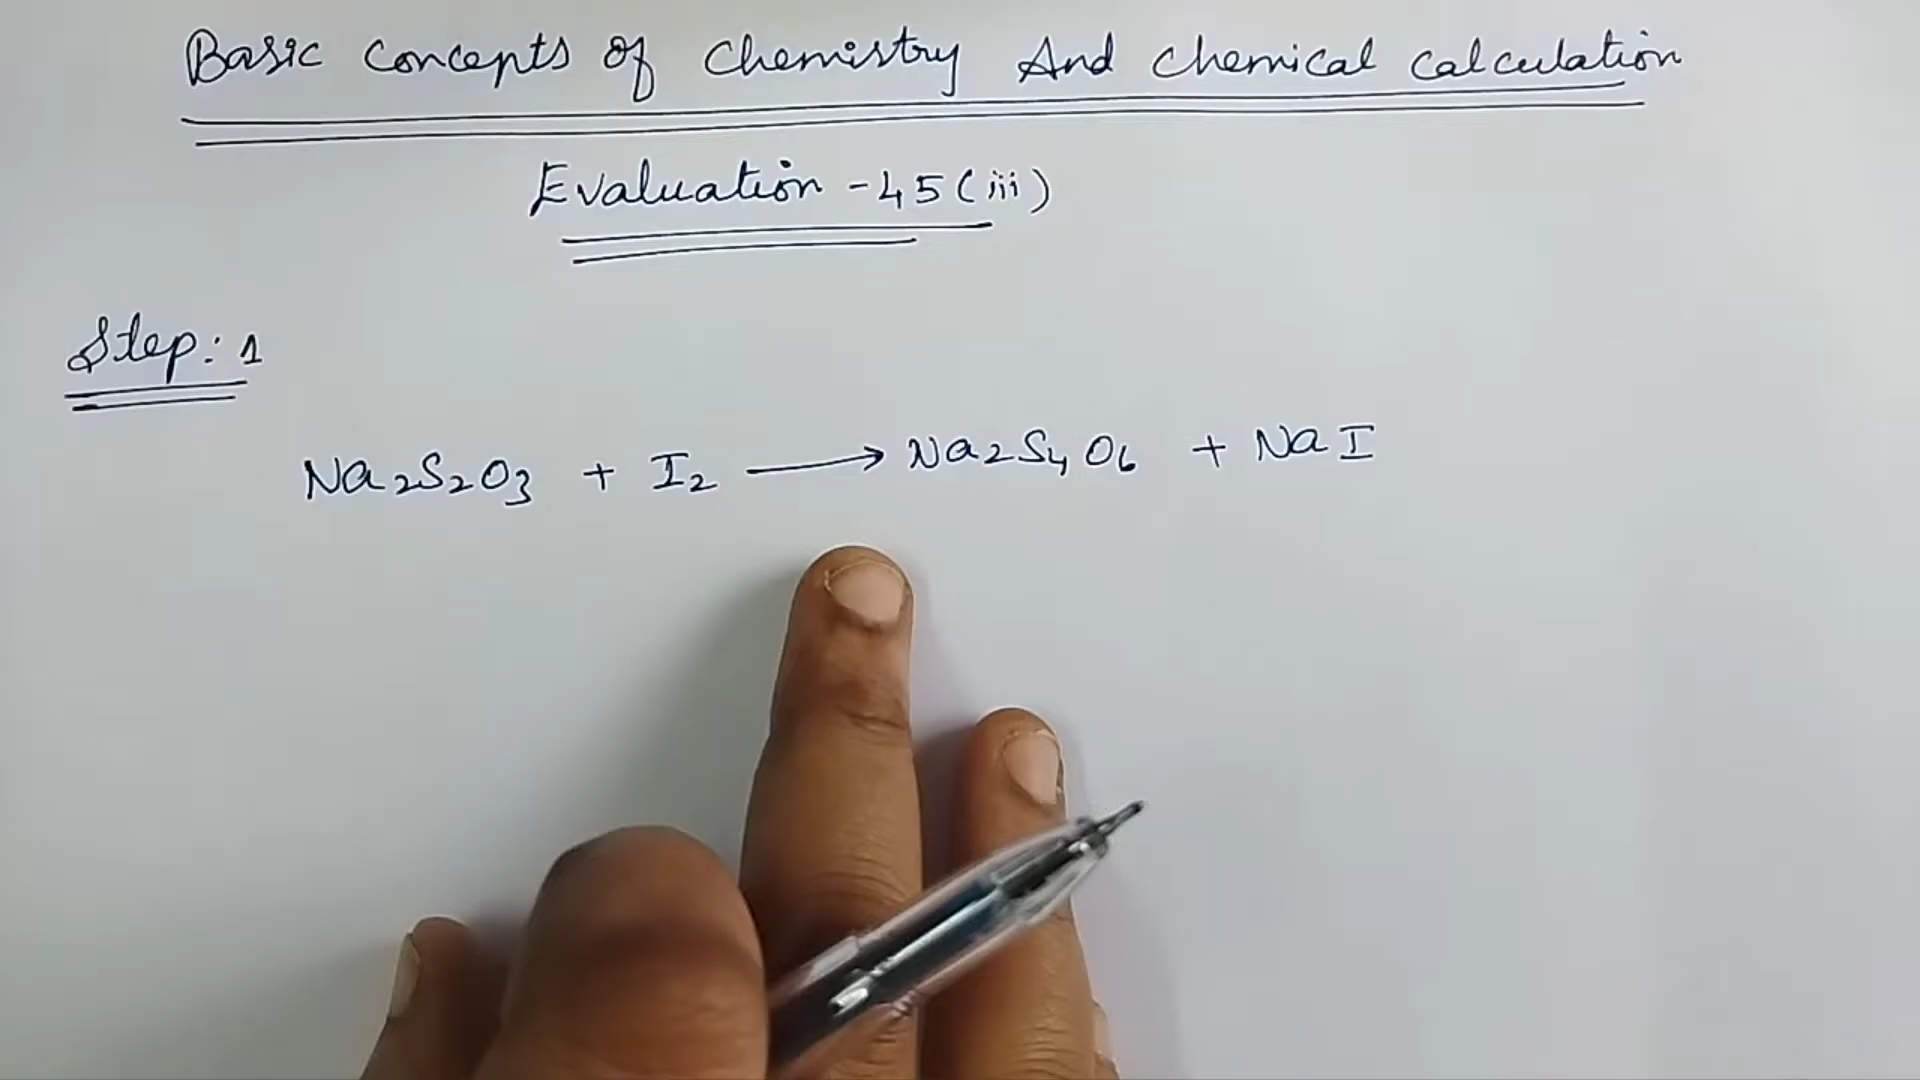 Basic Concepts of Chemistry And Chemical Calculation
Evaluation - 45 (iii)
Step: 1
Na₂S₂O₃ + I₂ ⟶ Na₂S₄O₆ + NaI